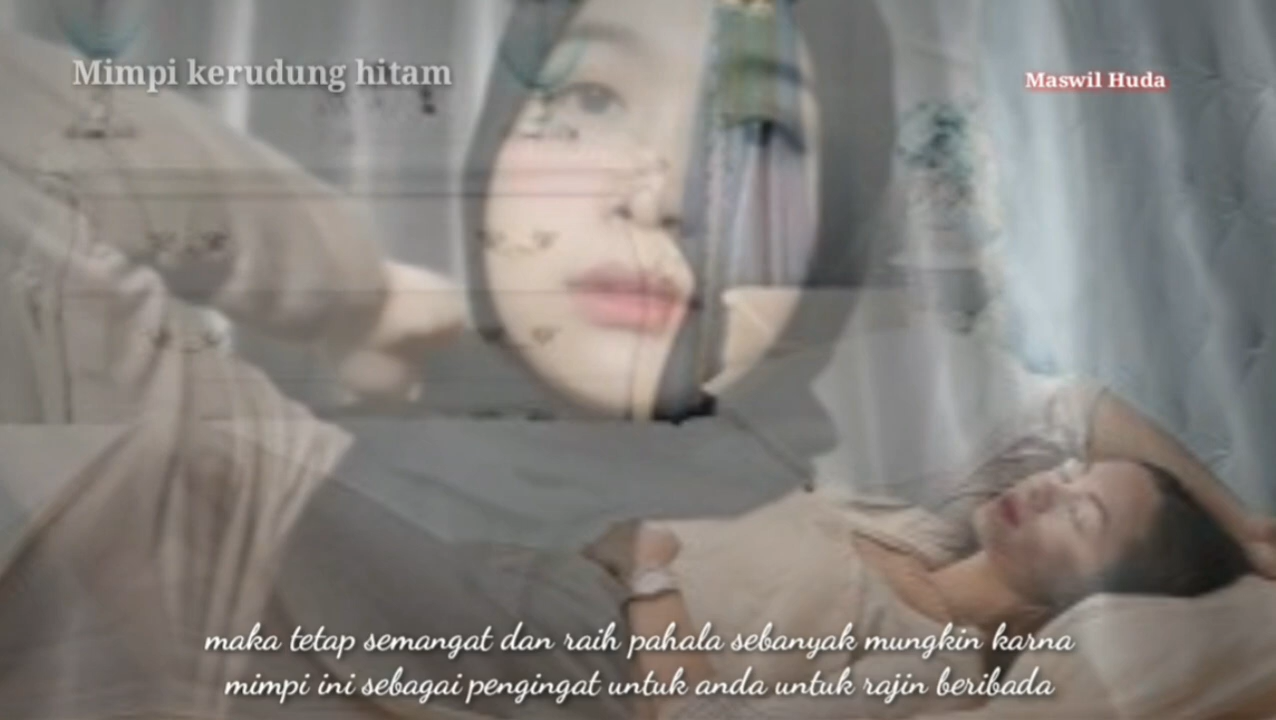 Mimpi kerudung hitam
Maswil Huda
maka tetap semangat dan raih pahala sebanyak mungkin karna
mimpi ini sebagai pengingat untuk anda untuk rajin beribada